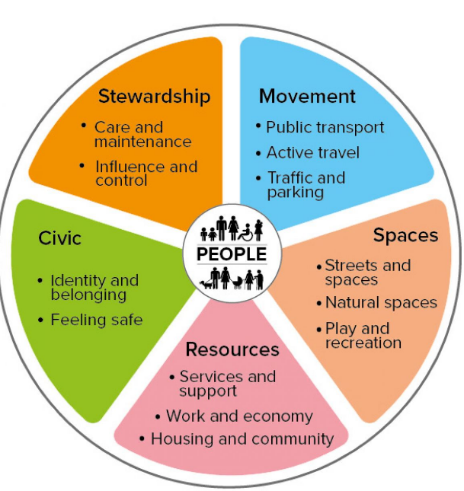 Stewardship
• Care and
maintenance
• Influence and
control
Movement
• Public transport
• Active travel
• Traffic and
parking
Civic
• Identity and
belonging
• Feeling safe
PEOPLE
Spaces
• Streets and
spaces
• Natural spaces
• Play and
recreation
Resources
• Services and
support
• Work and economy
• Housing and community